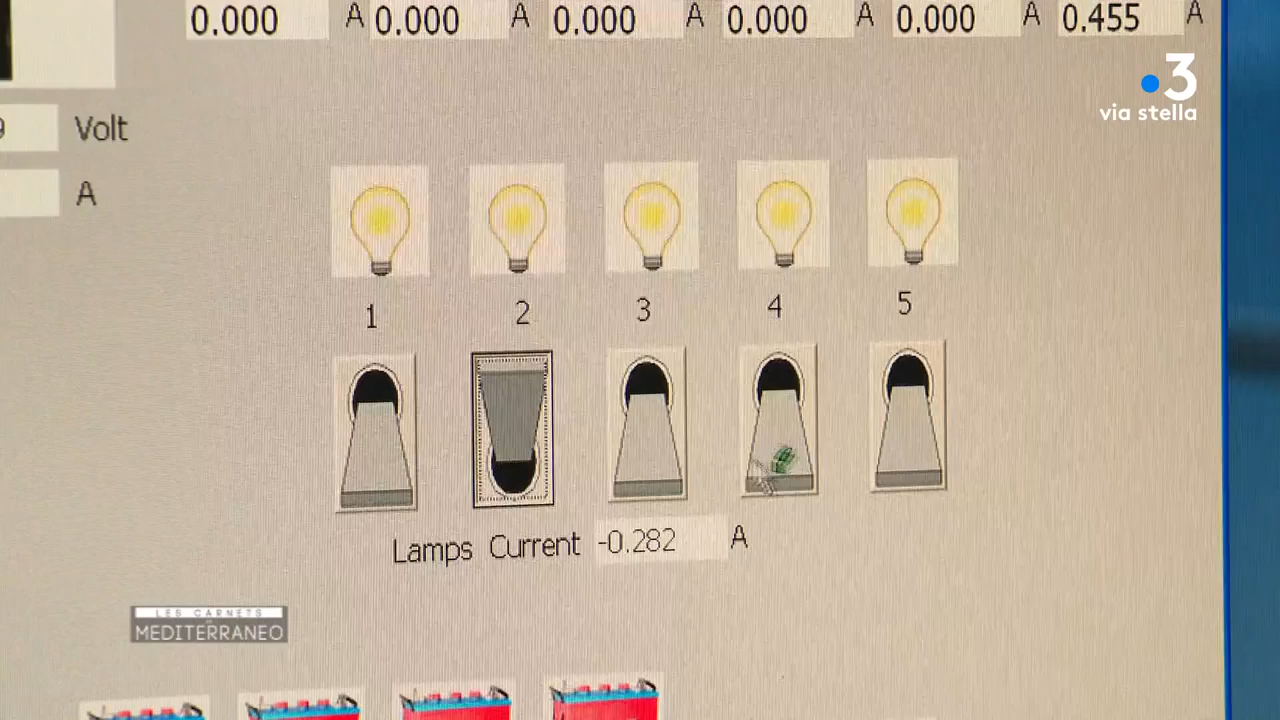 0.000 A 0.000 A 0.000 A 0.000 A 0.000 A 0.455 A
3
via stella
9 Volt
A
1 2 3 4 5
Lamps Current -0.282 A
LES CARNETS
MEDITERRANEO